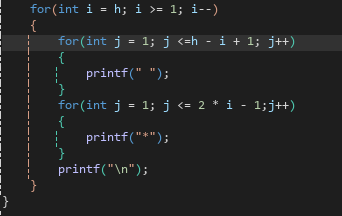 for(int i = h; i >= 1; i--)
{
for(int j = 1; j <=h - i + 1; j++)
{
printf(" ");
}
for(int j = 1; j <= 2 * i - 1;j++)
{
printf("*");
}
printf("\n");
}
}